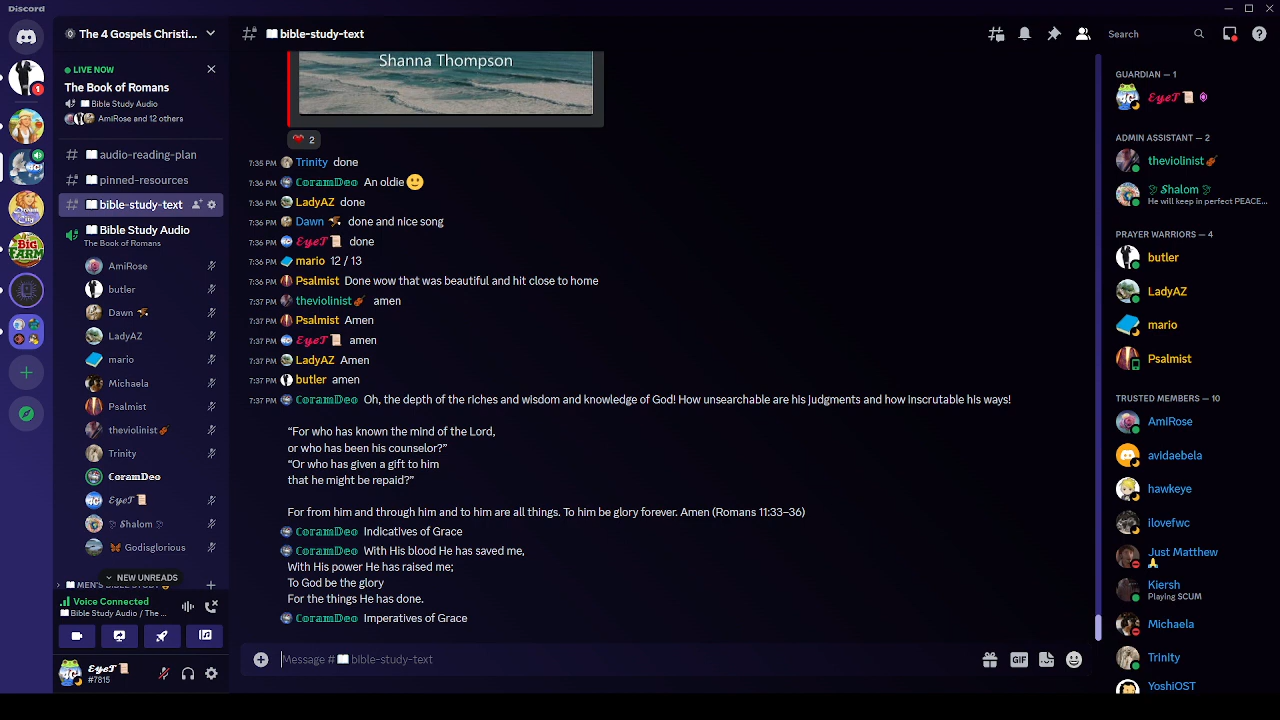 Discord
The 4 Gospels Christi...
LIVE NOW
The Book of Romans
Bible Study Audio
AmiRose and 12 others
audio-reading-plan
pinned-resources
bible-study-text
Bible Study Audio
The Book of Romans
AmiRose
butler
Dawn
LadyAZ
mario
Michaela
Psalmist
theviolinist
Trinity
CoramDeo
EyeT
Shalom
Godisglorious
NEW UNREADS
Voice Connected
Bible Study Audio / The ...
EyeT
#7815
bible-study-text
Search
Shanna Thompson
2
7:35 PM Trinity done
7:36 PM CoramDeo An oldie
7:36 PM LadyAZ done
7:36 PM Dawn done and nice song
7:36 PM EyeT done
7:36 PM mario 12 / 13
7:36 PM Psalmist Done wow that was beautiful and hit close to home
7:37 PM theviolinist amen
7:37 PM Psalmist Amen
7:37 PM EyeT amen
7:37 PM LadyAZ Amen
7:37 PM butler amen
7:37 PM CoramDeo Oh, the depth of the riches and wisdom and knowledge of God! How unsearchable are his judgments and how inscrutable his ways!
“For who has known the mind of the Lord,
or who has been his counselor?”
“Or who has given a gift to him
that he might be repaid?”
For from him and through him and to him are all things. To him be glory forever. Amen (Romans 11:33–36)
CoramDeo Indicatives of Grace
CoramDeo With His blood He has saved me,
With His power He has raised me;
To God be the glory
For the things He has done.
CoramDeo Imperatives of Grace
Message # bible-study-text
GIF
GUARDIAN — 1
EyeT
ADMIN ASSISTANT — 2
theviolinist
Shalom
He will keep in perfect PEACE...
PRAYER WARRIORS — 4
butler
LadyAZ
mario
Psalmist
TRUSTED MEMBERS — 10
AmiRose
avidaebela
hawkeye
ilovefwc
Just Matthew
Kiersh
Playing SCUM
Michaela
Trinity
YoshiOST